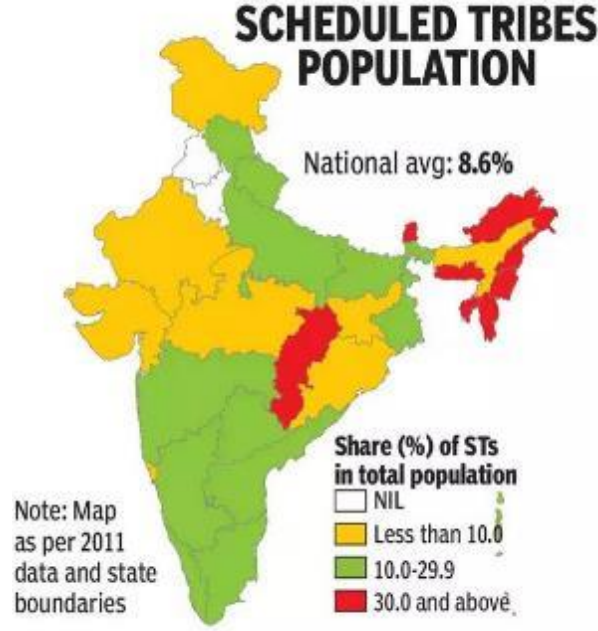 SCHEDULED TRIBES
POPULATION
National avg: 8.6%
Share (%) of STs
in total population
NIL
Less than 10.0
10.0-29.9
30.0 and above
Note: Map
as per 2011
data and state
boundaries